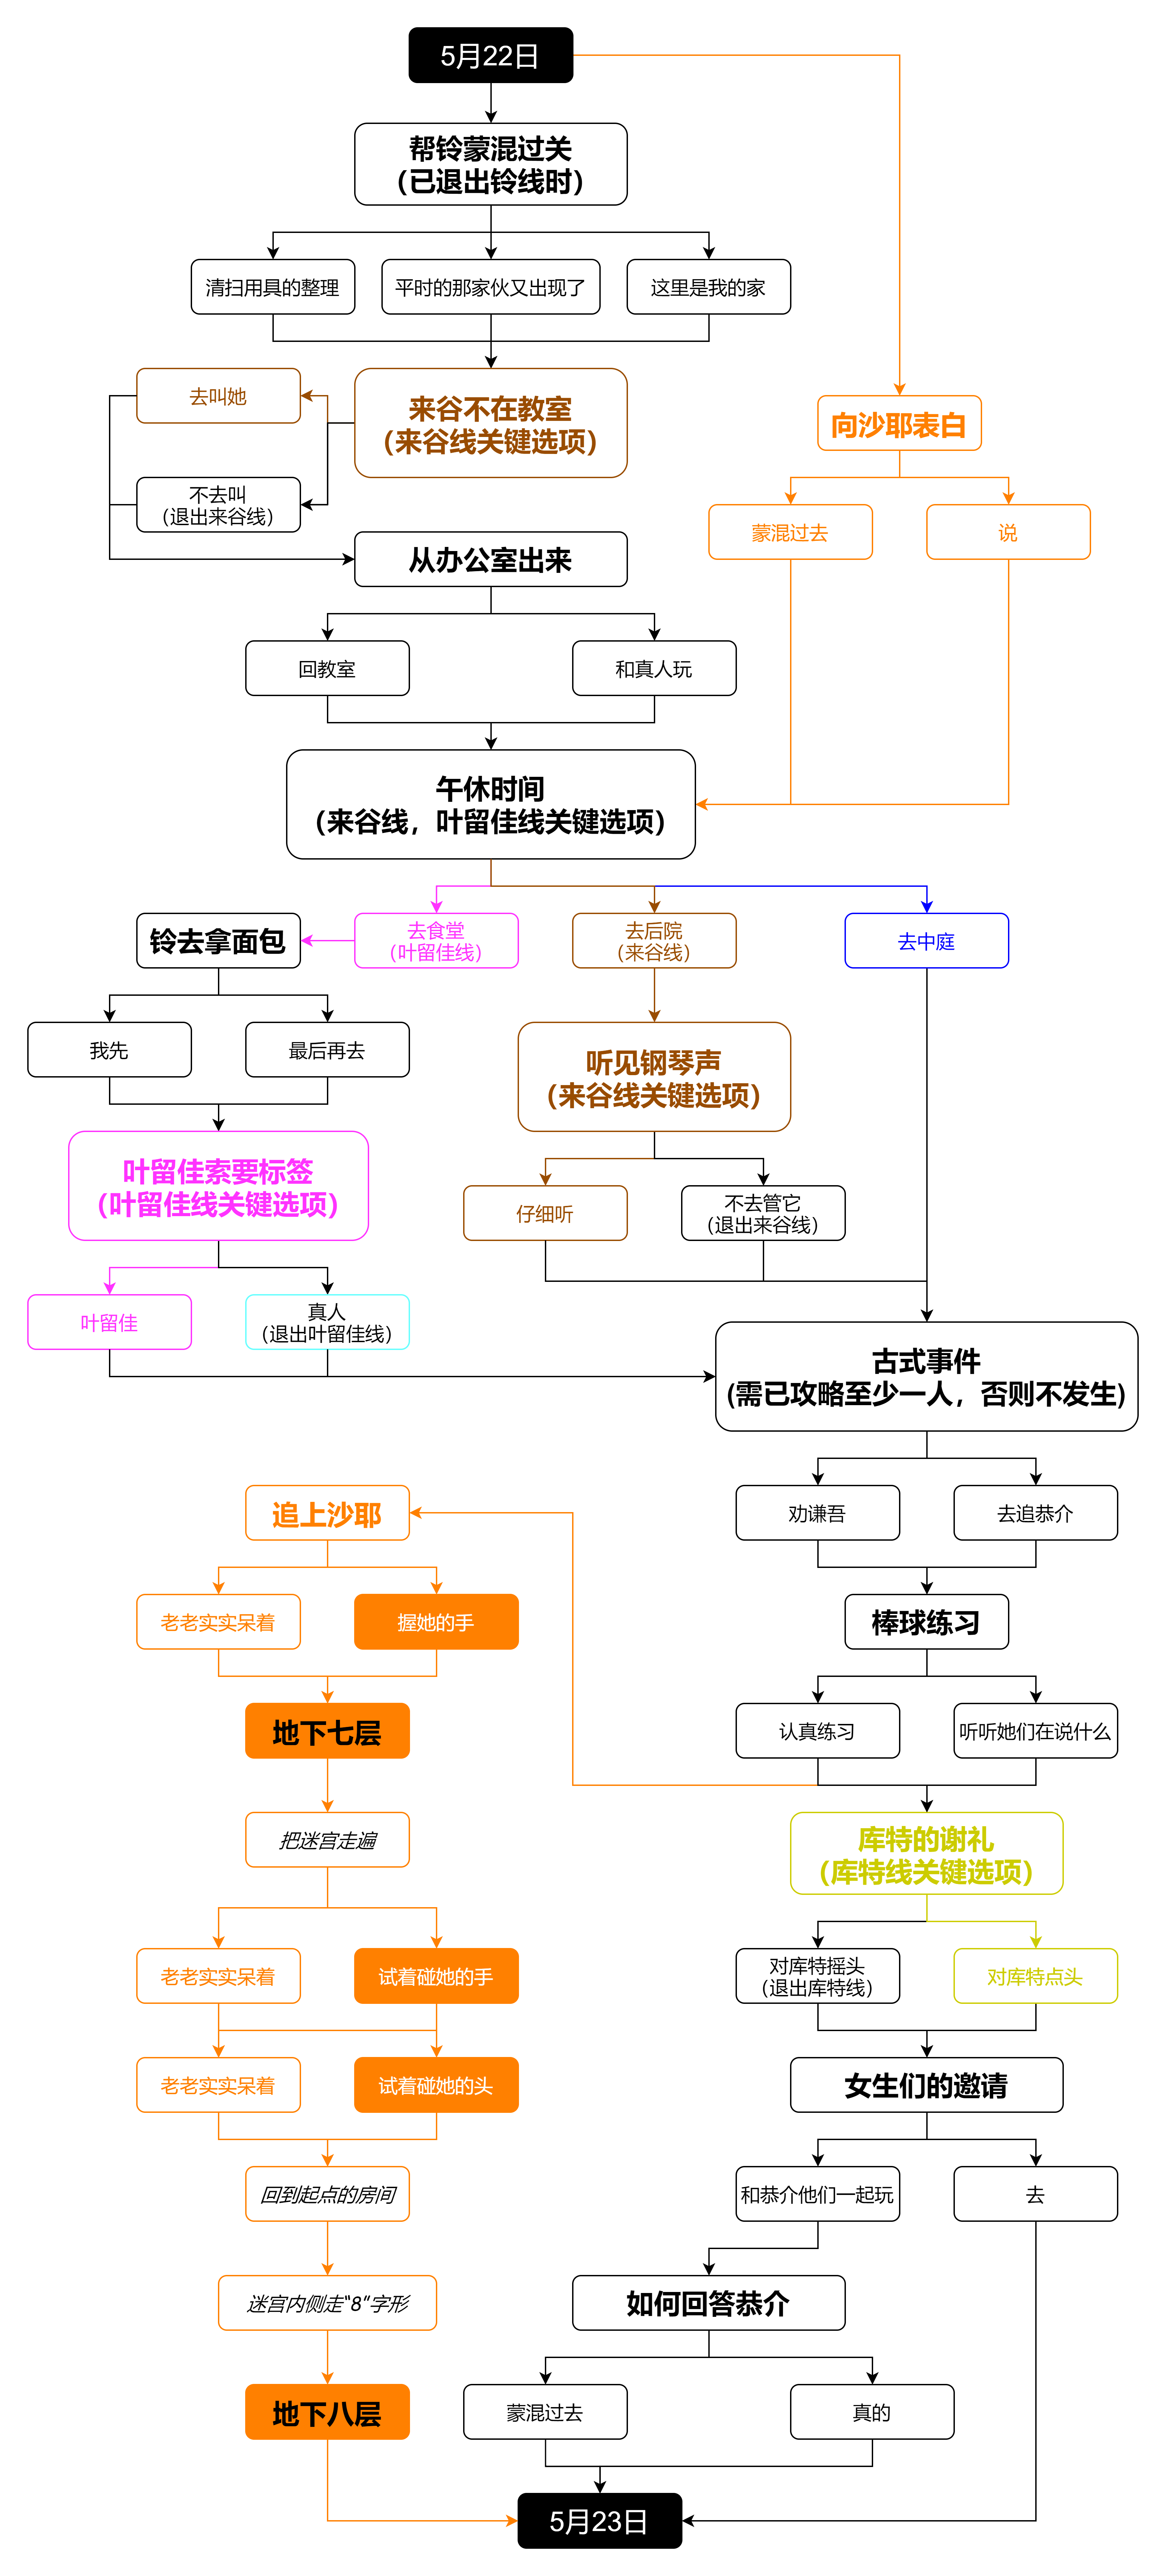 5月22日
帮铃蒙混过关
（已退出铃线时）
清扫用具的整理
平时的那家伙又出现了
这里是我的家
去叫她
来谷不在教室
（来谷线关键选项）
向沙耶表白
不去叫
（退出来谷线）
蒙混过去
说
从办公室出来
回教室
和真人玩
午休时间
（来谷线，叶留佳线关键选项）
铃去拿面包
去食堂
（叶留佳线）
去后院
（来谷线）
去中庭
我先
最后再去
听见钢琴声
（来谷线关键选项）
叶留佳索要标签
（叶留佳线关键选项）
仔细听
不去管它
（退出来谷线）
叶留佳
真人
（退出叶留佳线）
古式事件
(需已攻略至少一人，否则不发生)
追上沙耶
劝谦吾
去追恭介
老老实实呆着
握她的手
棒球练习
地下七层
认真练习
听听她们在说什么
把迷宫走遍
库特的谢礼
（库特线关键选项）
老老实实呆着
试着碰她的手
对库特摇头
（退出库特线）
对库特点头
老老实实呆着
试着碰她的头
女生们的邀请
回到起点的房间
和恭介他们一起玩
去
迷宫内侧走“8”字形
如何回答恭介
地下八层
蒙混过去
真的
5月23日